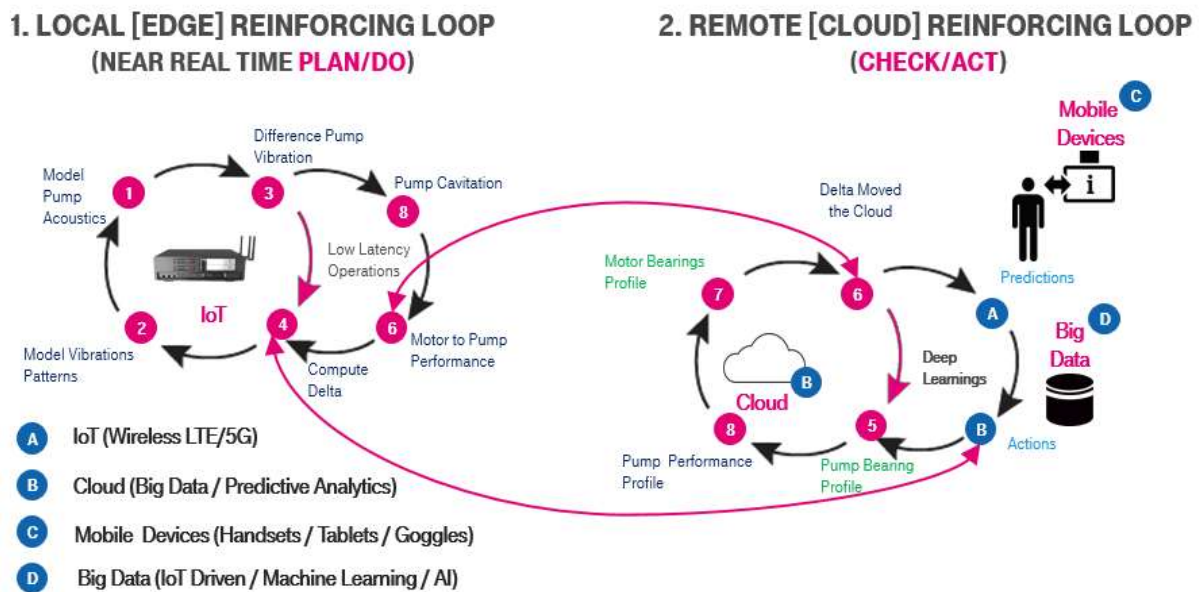 1. LOCAL [EDGE] REINFORCING LOOP
(NEAR REAL TIME PLAN/DO)
2. REMOTE [CLOUD] REINFORCING LOOP
(CHECK/ACT)
Difference Pump
Vibration
Model
Pump
Acoustics
1
3
Pump Cavitation
8
Low Latency
Operations
IoT
2
4
6
Model Vibrations
Patterns
Compute
Delta
Motor to Pump
Performance
Mobile
Devices
C
i
Delta Moved
the Cloud
Motor Bearings
Profile
7
6
Predictions
A
Big
Data
D
Deep
Learnings
Cloud
B
8
5
B
Actions
Pump Performance
Profile
Pump Bearing
Profile
A
IoT (Wireless LTE/5G)
B
Cloud (Big Data / Predictive Analytics)
C
Mobile Devices (Handsets / Tablets / Goggles)
D
Big Data (IoT Driven / Machine Learning / AI)